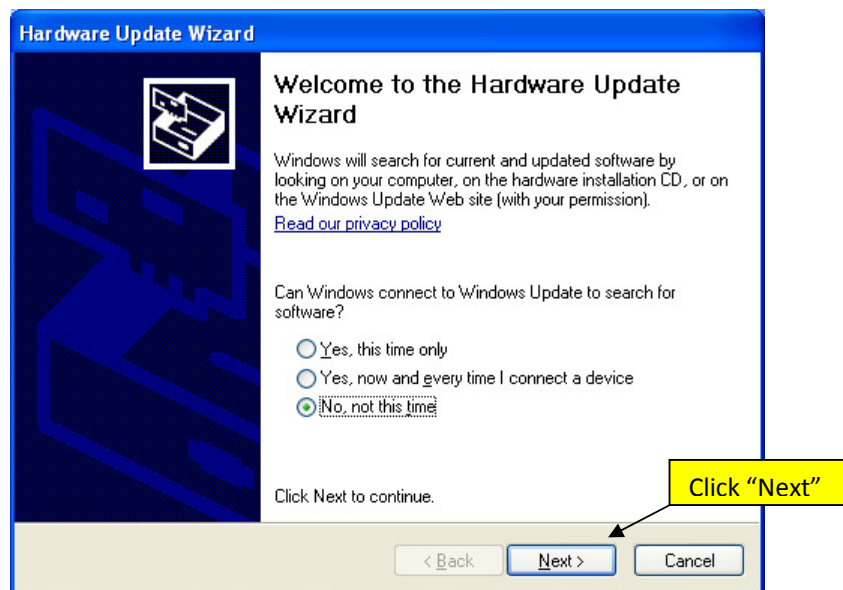 Hardware Update Wizard
Welcome to the Hardware Update
Wizard
Windows will search for current and updated software by
looking on your computer, on the hardware installation CD, or on
the Windows Update Web site (with your permission).
Read our privacy policy
Can Windows connect to Windows Update to search for
software?
Yes, this time only
Yes, now and every time I connect a device
No, not this time
Click Next to continue.
Click “Next”
< Back Next > Cancel